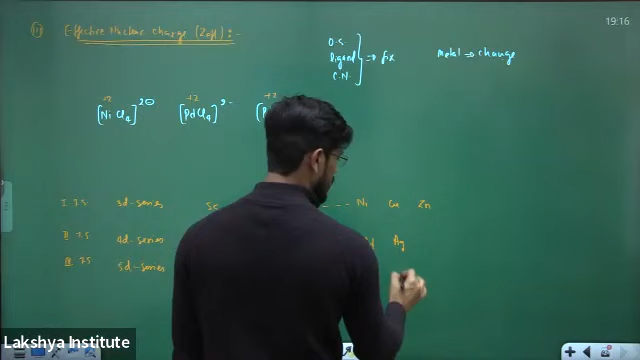 19:16
(ii) Effective Nuclear charge (Zeff) :-
O.S
Ligand
C.N.
⇒ fix
Metal ⇒ change
+2 +2 +2
[NiCl4]2⊖ [PdCl4]2-
I T.S 3d-series Sc ---- Ni Cu Zn
II T.S 4d-series Ag
III T.S 5d-series
Lakshya Institute